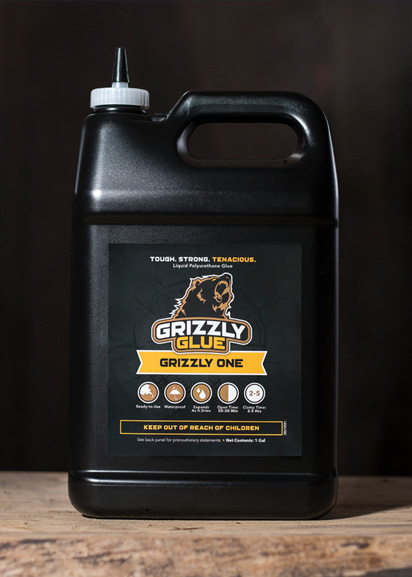 TOUGH. STRONG. TENACIOUS.
Liquid Polyurethane Glue
GRIZZLY
GLUE
GRIZZLY ONE
2-5
Ready-to-Use
Waterproof
Expands
As It Dries
Open Time:
20-30 Min
Clamp Time:
2-5 Hrs
KEEP OUT OF REACH OF CHILDREN
See back panel for precautionary statements • Net Contents: 1 Gal